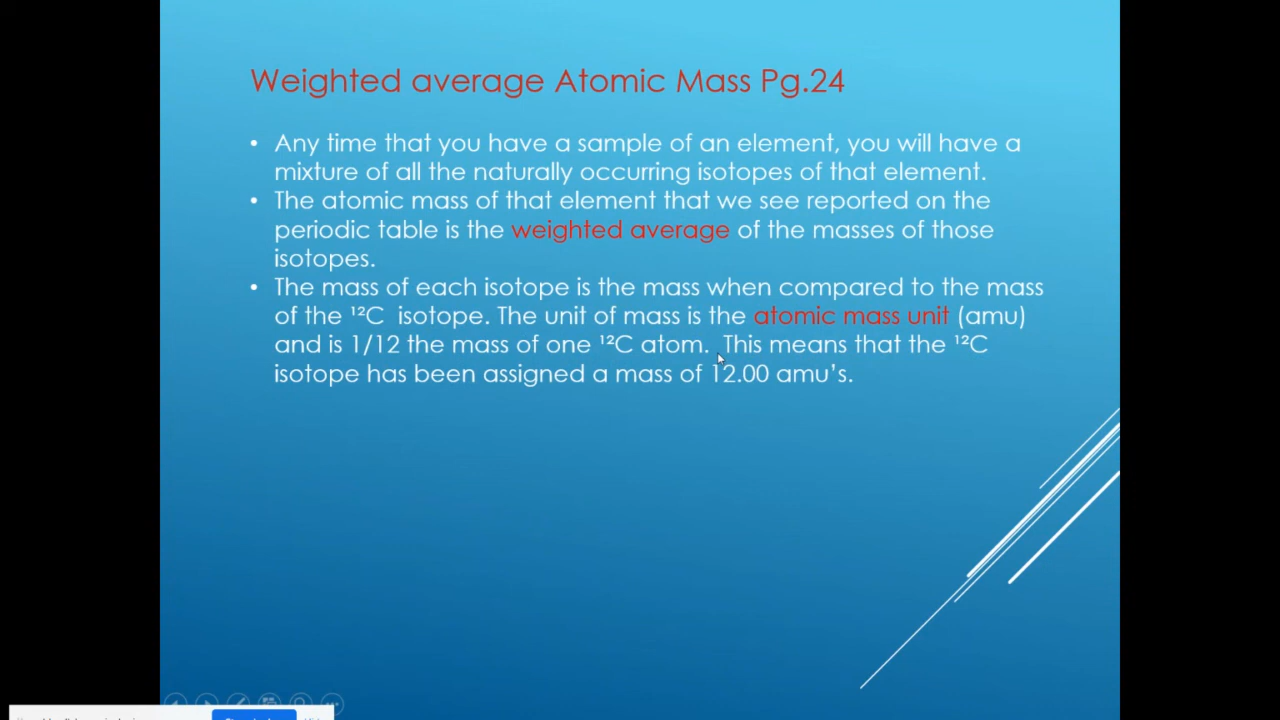 Weighted average Atomic Mass Pg.24
• Any time that you have a sample of an element, you will have a
mixture of all the naturally occurring isotopes of that element.
• The atomic mass of that element that we see reported on the
periodic table is the weighted average of the masses of those
isotopes.
• The mass of each isotope is the mass when compared to the mass
of the ¹²C isotope. The unit of mass is the atomic mass unit (amu)
and is 1/12 the mass of one ¹²C atom. This means that the ¹²C
isotope has been assigned a mass of 12.00 amu’s.